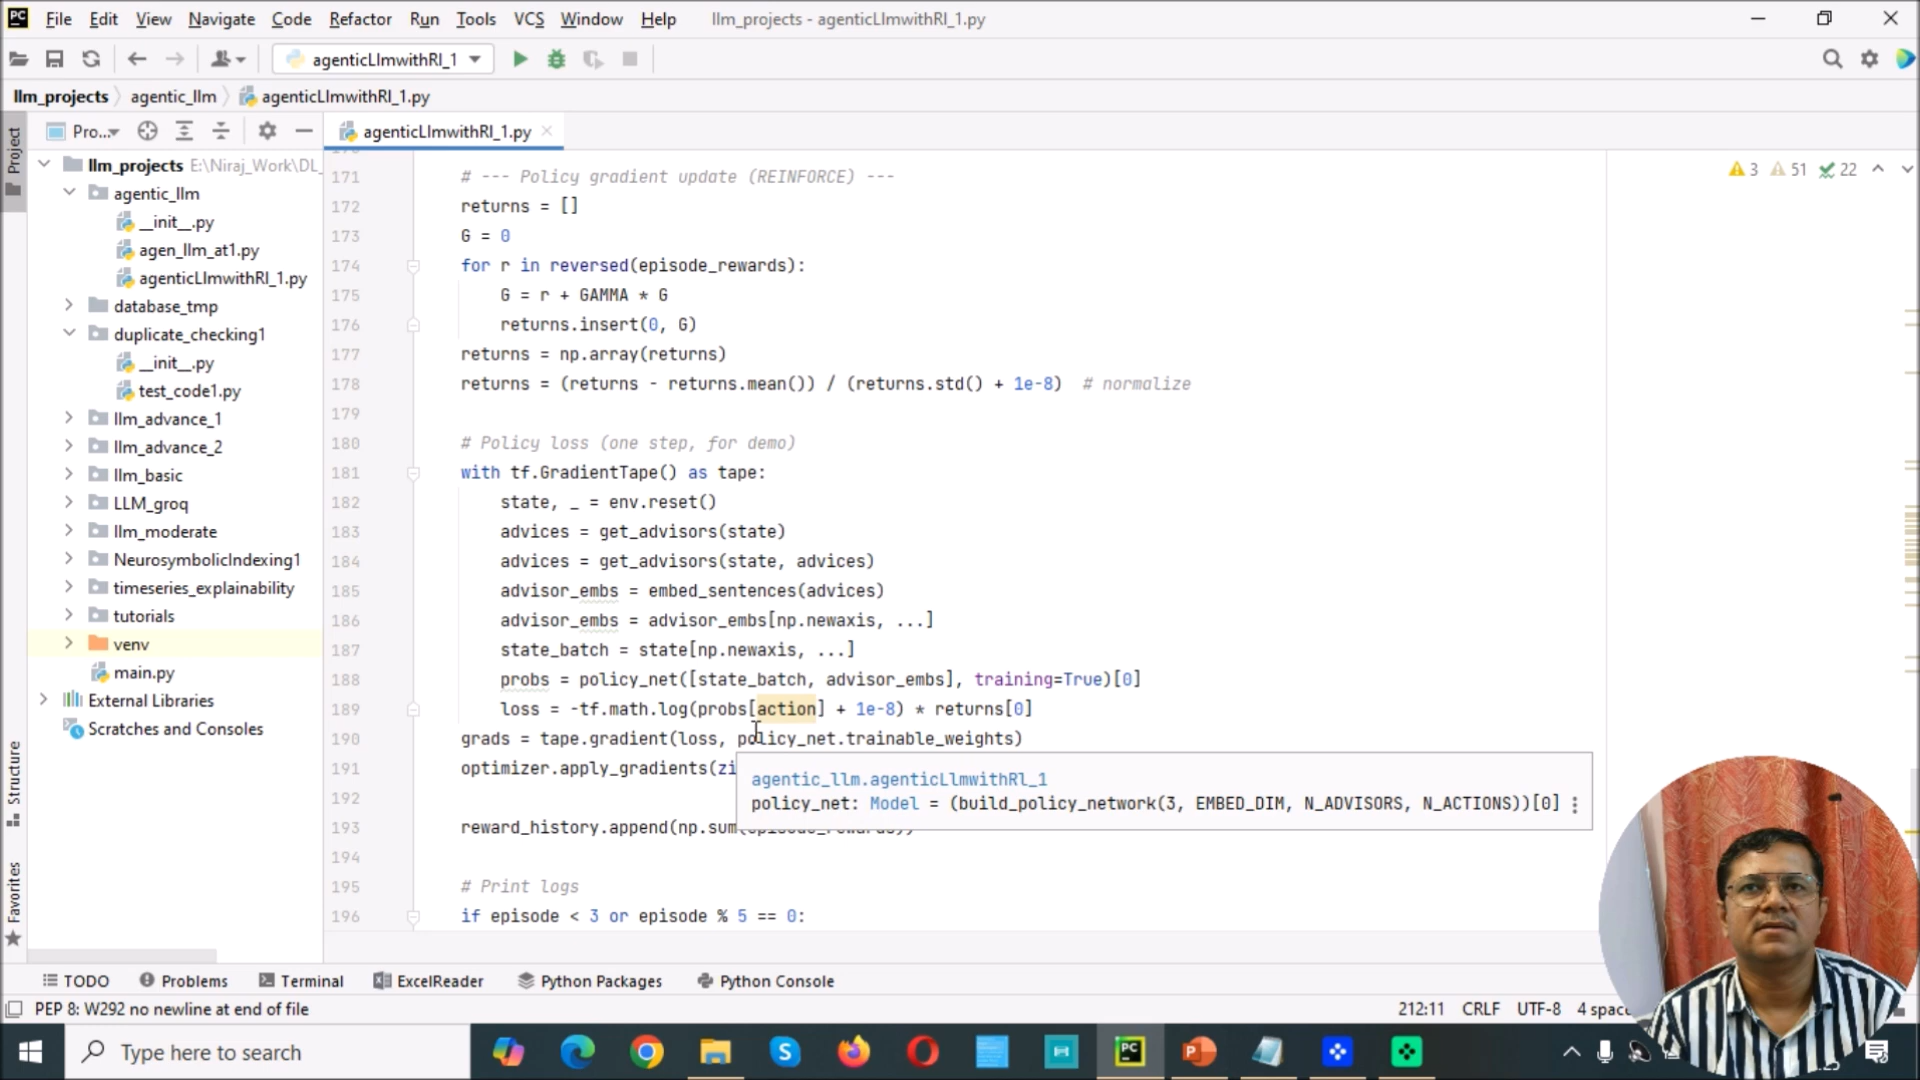 PC File Edit View Navigate Code Refactor Run Tools VCS Window Help llm_projects - agenticLlmwithRl_1.py
agenticLlmwithRl_1
llm_projects agentic_llm agenticLlmwithRl_1.py
Pro... agenticLlmwithRl_1.py
Project
llm_projects E:\Niraj_Work\DL_
agentic_llm
__init__.py
agen_llm_at1.py
agenticLlmwithRl_1.py
database_tmp
duplicate_checking1
__init__.py
test_code1.py
llm_advance_1
llm_advance_2
llm_basic
LLM_groq
llm_moderate
NeurosymbolicIndexing1
timeseries_explainability
tutorials
venv
main.py
External Libraries
Scratches and Consoles
Structure
Favorites
3 51 22
171 # --- Policy gradient update (REINFORCE) ---
172 returns = []
173 G = 0
174 for r in reversed(episode_rewards):
175 G = r + GAMMA * G
176 returns.insert(0, G)
177 returns = np.array(returns)
178 returns = (returns - returns.mean()) / (returns.std() + 1e-8) # normalize
179
180 # Policy loss (one step, for demo)
181 with tf.GradientTape() as tape:
182 state, _ = env.reset()
183 advices = get_advisors(state)
184 advices = get_advisors(state, advices)
185 advisor_embs = embed_sentences(advices)
186 advisor_embs = advisor_embs[np.newaxis, ...]
187 state_batch = state[np.newaxis, ...]
188 probs = policy_net([state_batch, advisor_embs], training=True)[0]
189 loss = -tf.math.log(probs[action] + 1e-8) * returns[0]
190 grads = tape.gradient(loss, policy_net.trainable_weights)
191 optimizer.apply_gradients(zi
agentic_llm.agenticLlmwithRl_1
policy_net: Model = (build_policy_network(3, EMBED_DIM, N_ADVISORS, N_ACTIONS))[0]
192
193 reward_history.append(np.sum(episode_rewards))
194
195 # Print logs
196 if episode < 3 or episode % 5 == 0:
TODO Problems Terminal ExcelReader Python Packages Python Console
PEP 8: W292 no newline at end of file 212:11 CRLF UTF-8 4 spac
Type here to search